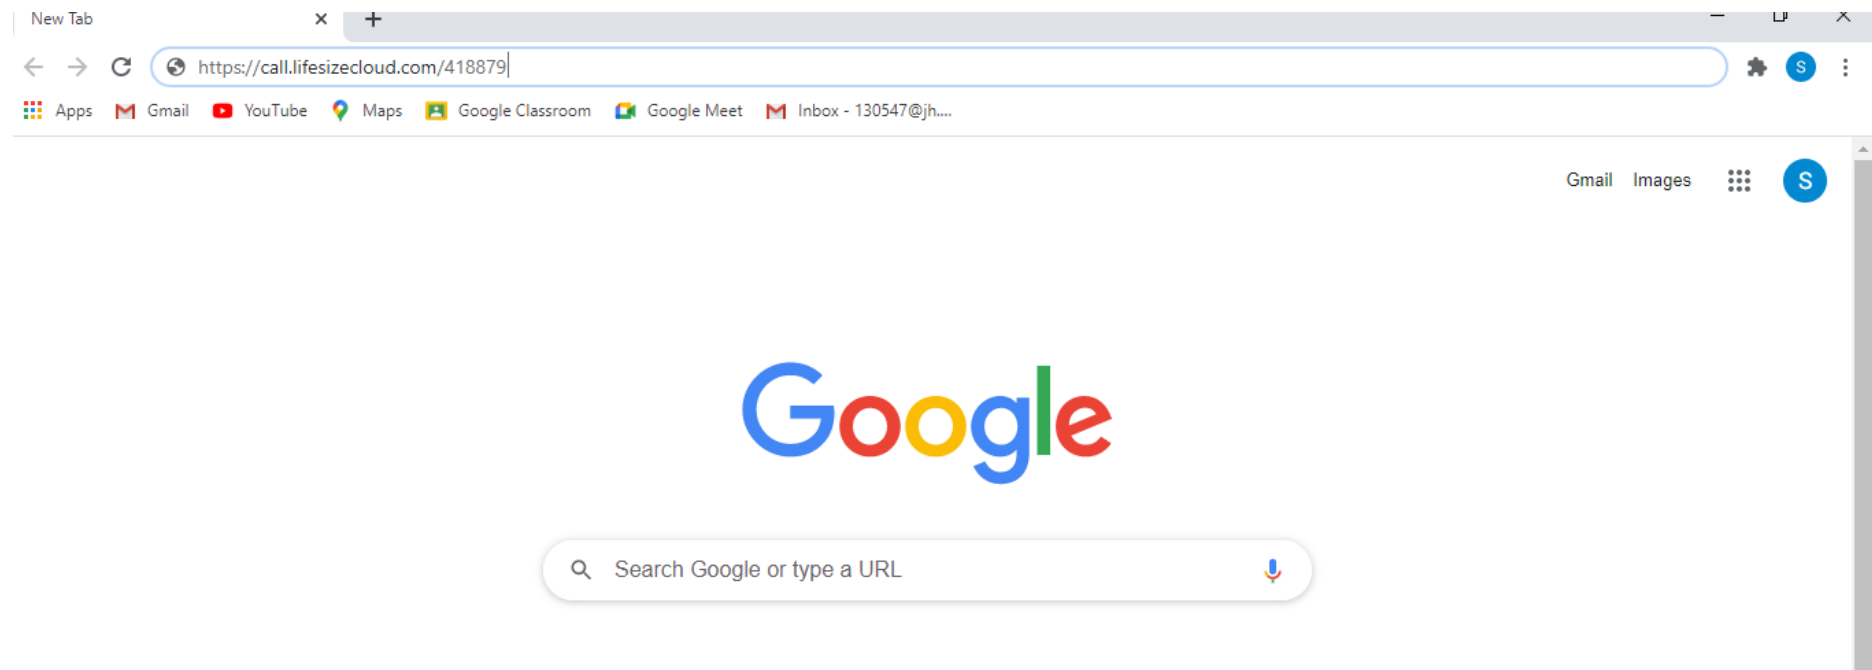 New Tab
https://call.lifesizecloud.com/418879
S
Apps Gmail YouTube Maps Google Classroom Google Meet Inbox - 130547@jh....
Gmail Images S
Google
Search Google or type a URL